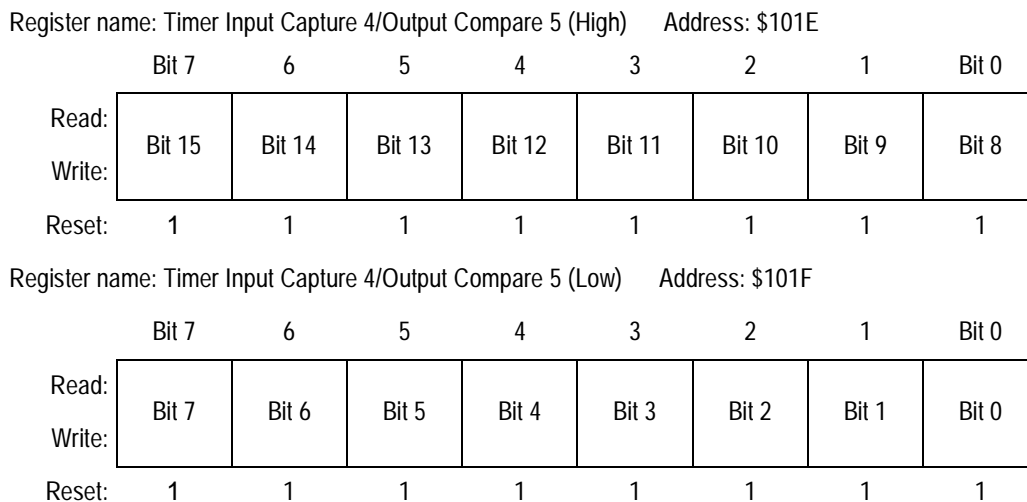 Register name: Timer Input Capture 4/Output Compare 5 (High) Address: $101E
Bit 7 6 5 4 3 2 1 Bit 0
Read:
Bit 15 Bit 14 Bit 13 Bit 12 Bit 11 Bit 10 Bit 9 Bit 8
Write:
Reset: 1 1 1 1 1 1 1 1
Register name: Timer Input Capture 4/Output Compare 5 (Low) Address: $101F
Bit 7 6 5 4 3 2 1 Bit 0
Read:
Bit 7 Bit 6 Bit 5 Bit 4 Bit 3 Bit 2 Bit 1 Bit 0
Write:
Reset: 1 1 1 1 1 1 1 1